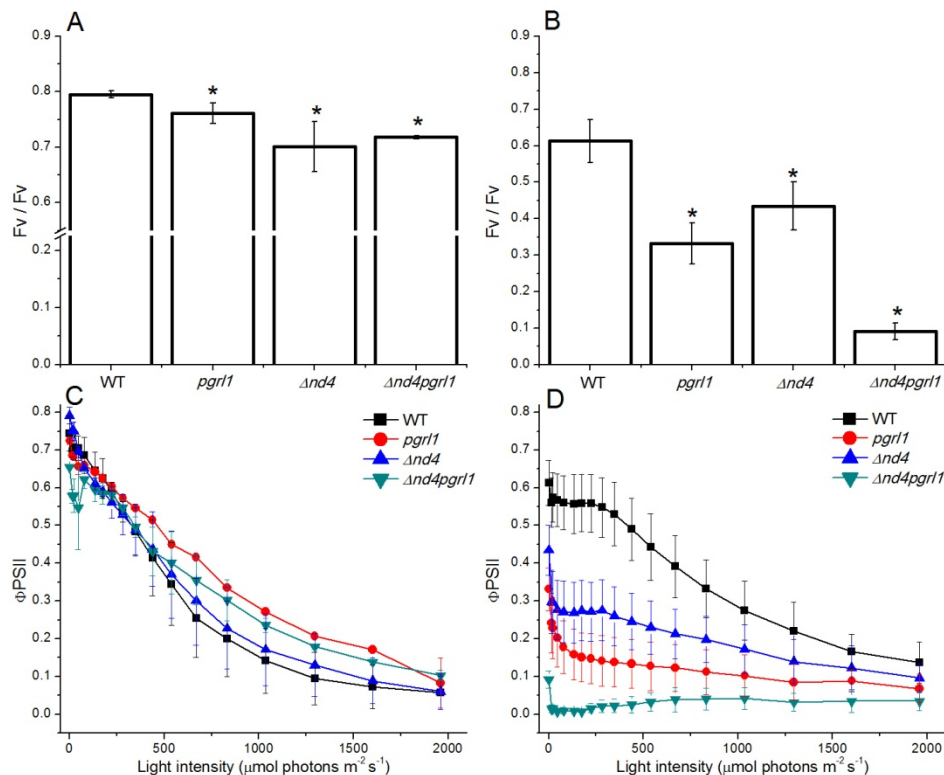 A
0.9
0.8
0.7
0.6
0.2
0.1
0.0
Fv / Fv
*
*
*
WT
pgrl1
Δnd4
Δnd4pgrl1
B
0.9
0.8
0.7
0.6
0.5
0.4
0.3
0.2
0.1
0.0
Fv / Fv
*
*
*
WT
pgrl1
Δnd4
Δnd4pgrl1
C
0.8
0.7
0.6
0.5
0.4
0.3
0.2
0.1
0.0
ΦPSII
WT
pgrl1
Δnd4
Δnd4pgrl1
0
500
1000
1500
2000
Light intensity (μmol photons m⁻² s⁻¹)
D
0.8
0.7
0.6
0.5
0.4
0.3
0.2
0.1
0.0
ΦPSII
WT
pgrl1
Δnd4
Δnd4pgrl1
0
500
1000
1500
2000
Light intensity (μmol photons m⁻² s⁻¹)